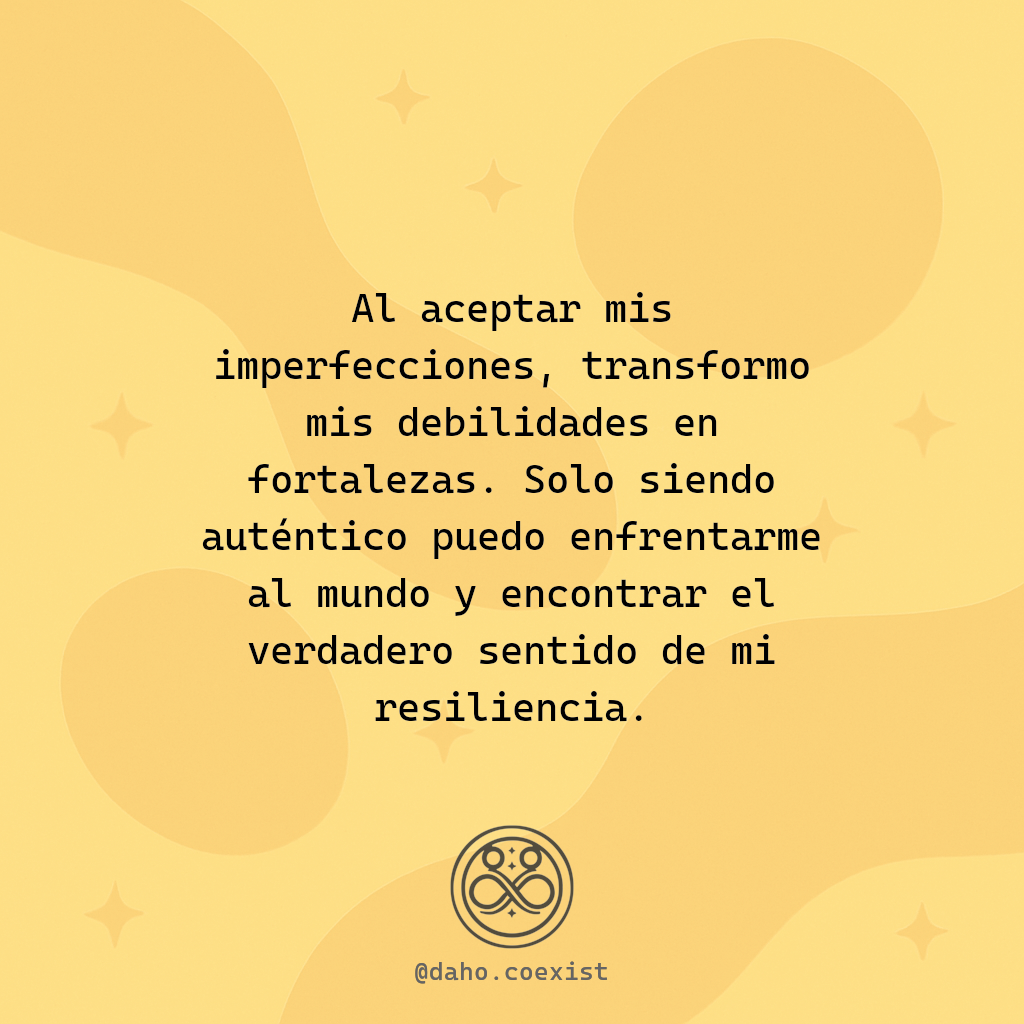 Al aceptar mis
imperfecciones, transformo
mis debilidades en
fortalezas. Solo siendo
auténtico puedo enfrentarme
al mundo y encontrar el
verdadero sentido de mi
resiliencia.
@daho.coexist